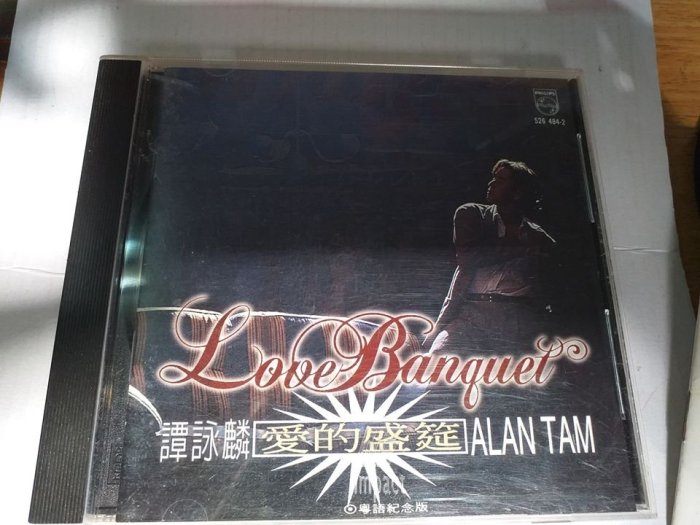 PHILIPS
526 484-2
Love Banquet
譚詠麟 愛的盛筵 ALAN TAM
impact
粵語紀念版